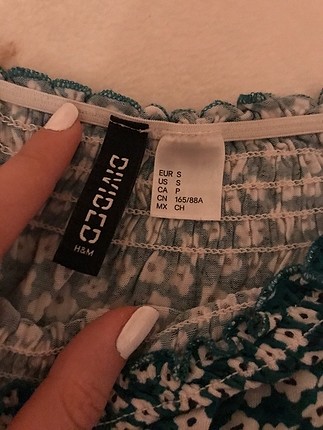 DIVIDED
H&M
EUR S
US S
CA P
CN 165/88A
MX CH